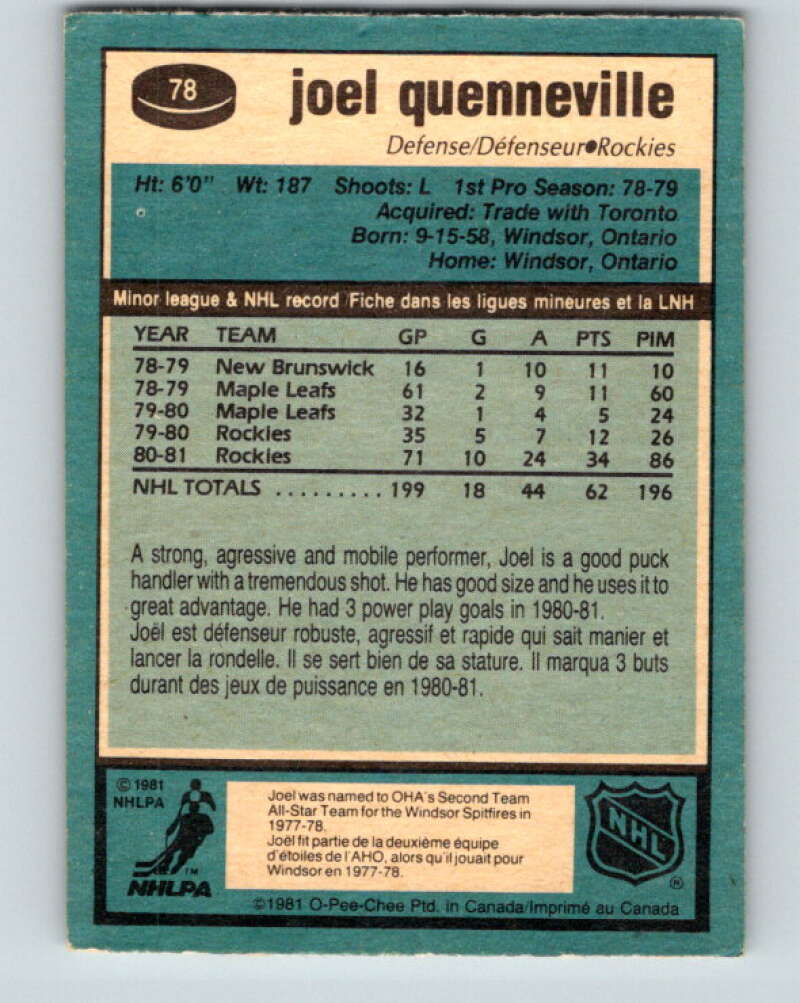 78
joel quenneville
Defense/Défenseur●Rockies
Ht: 6'0" Wt: 187 Shoots: L 1st Pro Season: 78-79
Acquired: Trade with Toronto
Born: 9-15-58, Windsor, Ontario
Home: Windsor, Ontario
Minor league & NHL record/Fiche dans les ligues mineures et la LNH
YEAR TEAM GP G A PTS PIM
78-79 New Brunswick 16 1 10 11 10
78-79 Maple Leafs 61 2 9 11 60
79-80 Maple Leafs 32 1 4 5 24
79-80 Rockies 35 5 7 12 26
80-81 Rockies 71 10 24 34 86
NHL TOTALS ......... 199 18 44 62 196
A strong, agressive and mobile performer, Joel is a good puck
handler with a tremendous shot. He has good size and he uses it to
great advantage. He had 3 power play goals in 1980-81.
Joël est défenseur robuste, agressif et rapide qui sait manier et
lancer la rondelle. Il se sert bien de sa stature. Il marqua 3 buts
durant des jeux de puissance en 1980-81.
© 1981
NHLPA
TM
NHLPA
Joel was named to OHA's Second Team
All-Star Team for the Windsor Spitfires in
1977-78.
Joël fit partie de la deuxième équipe
d'étoiles de l'AHO, alors qu'il jouait pour
Windsor en 1977-78.
NHL
®
©1981 O-Pee-Chee Ptd. in Canada/Imprimé au Canada